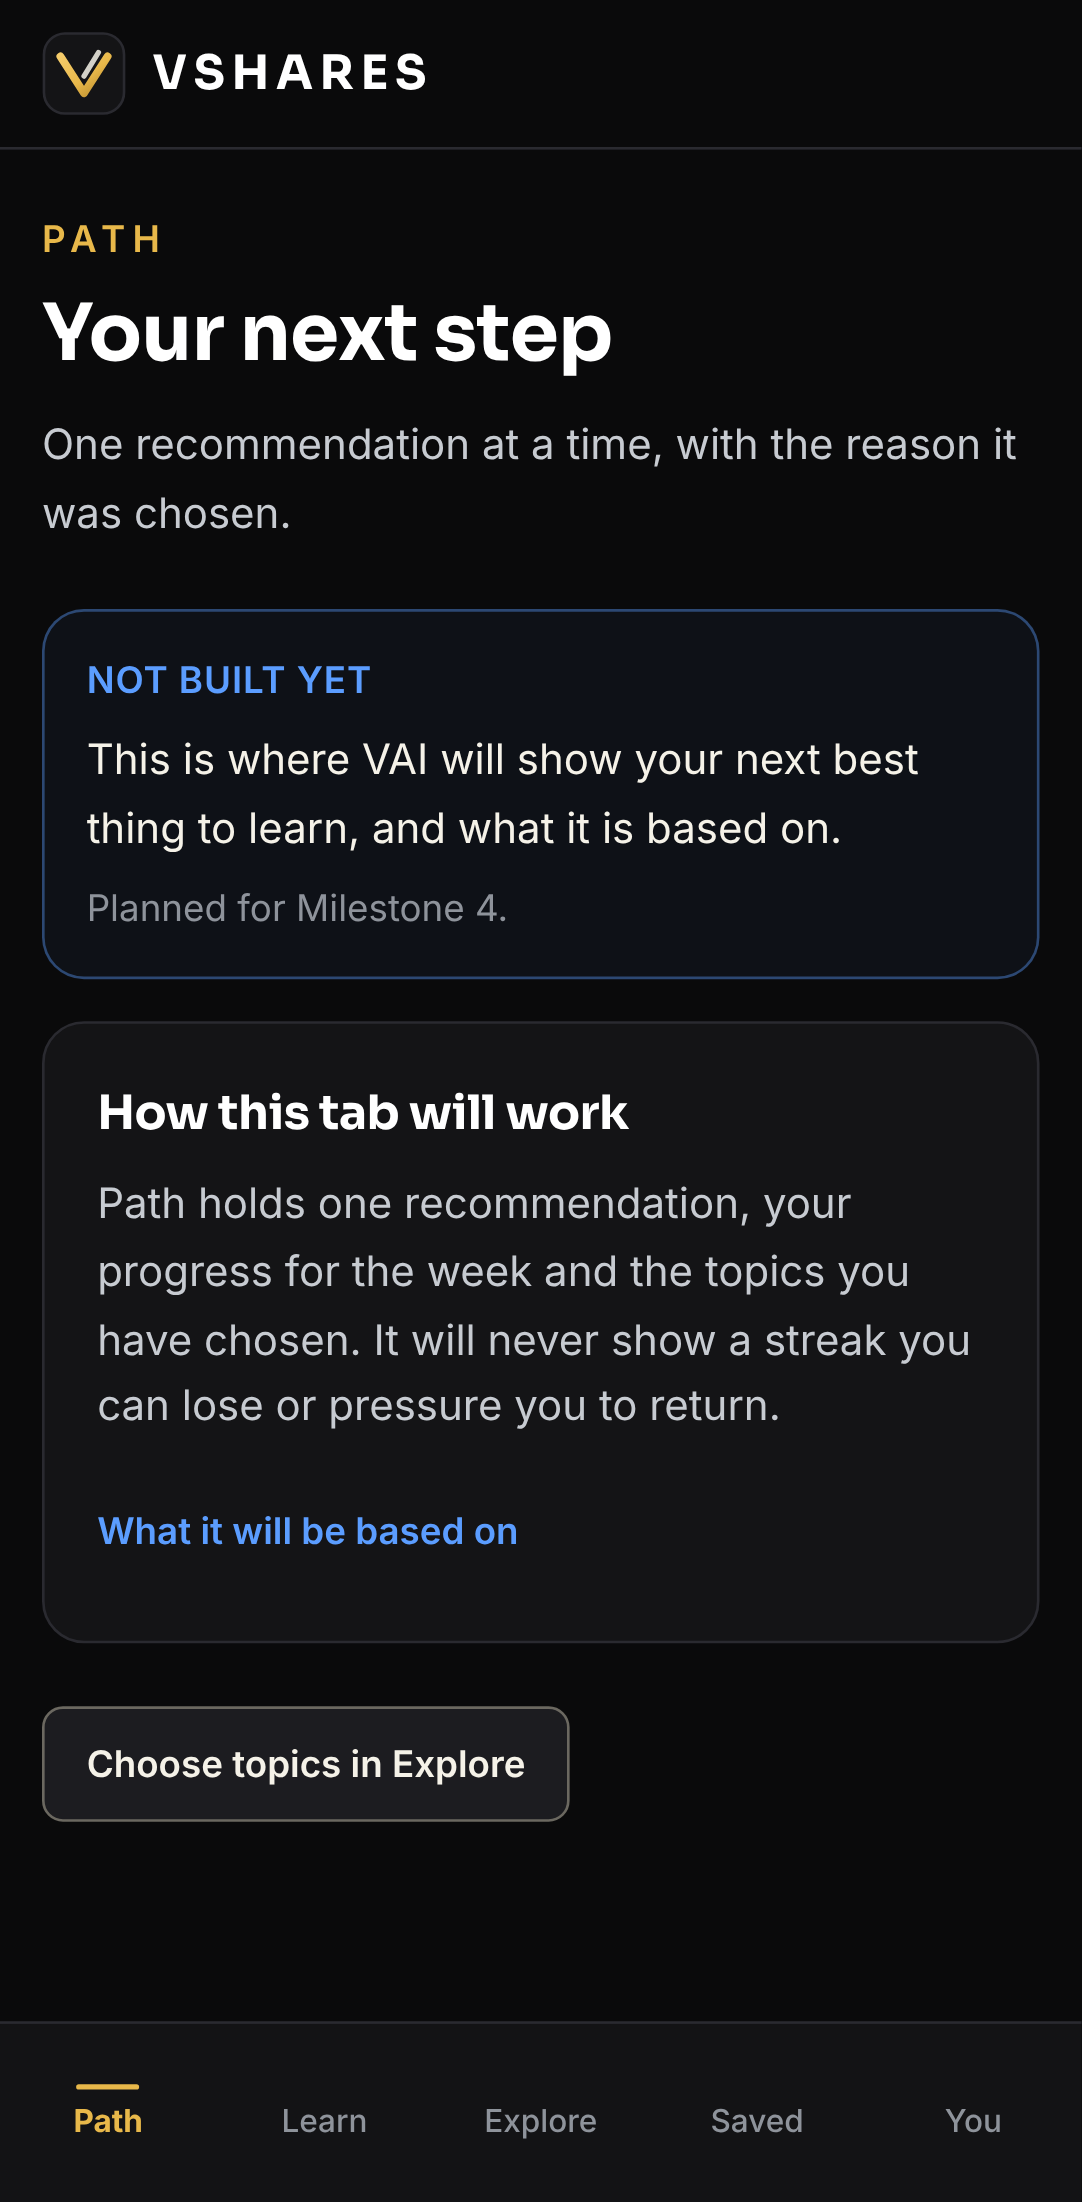 VSHARES
PATH
Your next step
One recommendation at a time, with the reason it
was chosen.
NOT BUILT YET
This is where VAI will show your next best
thing to learn, and what it is based on.
Planned for Milestone 4.
How this tab will work
Path holds one recommendation, your
progress for the week and the topics you
have chosen. It will never show a streak you
can lose or pressure you to return.
What it will be based on
Choose topics in Explore
Path
Learn
Explore
Saved
You